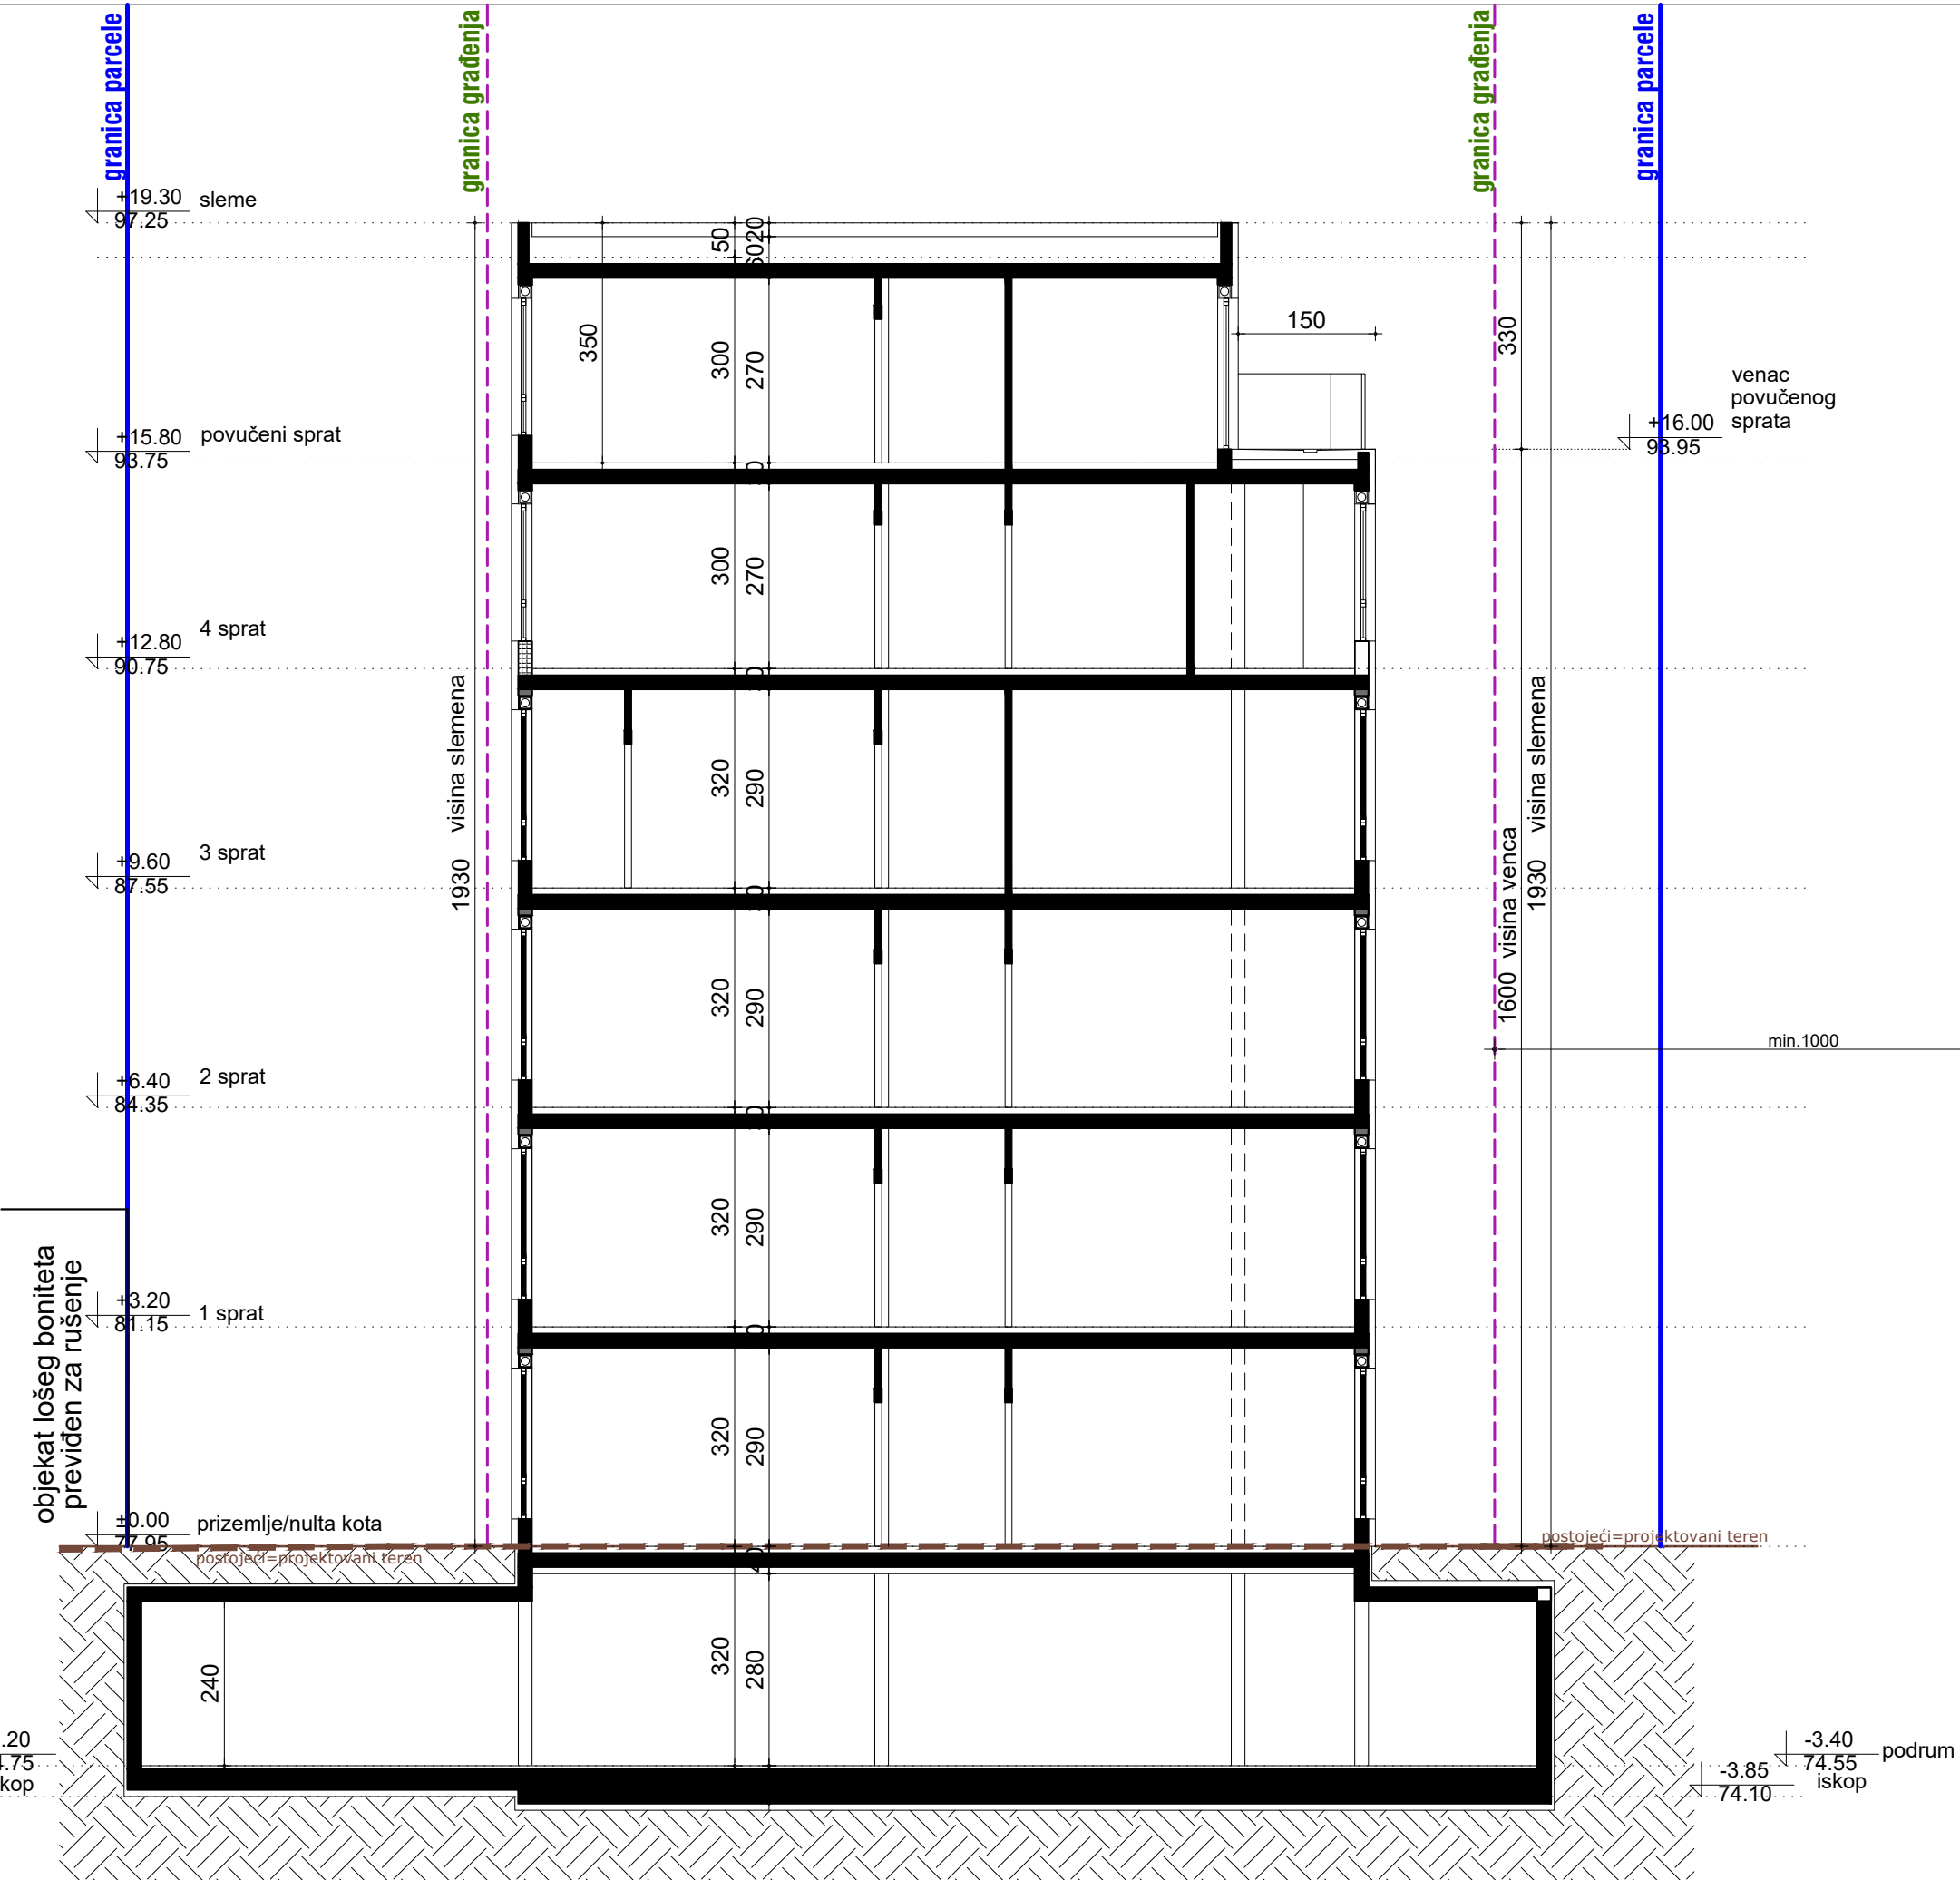 granica parcele
granica građenja
granica građenja
granica parcele
+19.30
97.25
sleme
50
20
350
300
270
150
330
venac
povučenog
sprata
+16.00
93.95
+15.80
93.75
povučeni sprat
300
270
+12.80
90.75
4 sprat
320
290
+9.60
87.55
3 sprat
1930 visina slemena
1930 visina slemena
1600 visina venca
320
290
min.1000
+6.40
84.35
2 sprat
320
290
+3.20
81.15
1 sprat
objekat lošeg boniteta
previđen za rušenje
320
290
±0.00
77.95
prizemlje/nulta kota
postojeći=projektovani teren
postojeći=projektovani teren
240
320
280
.20
.75
kop
-3.40
74.55
podrum
-3.85
74.10
iskop